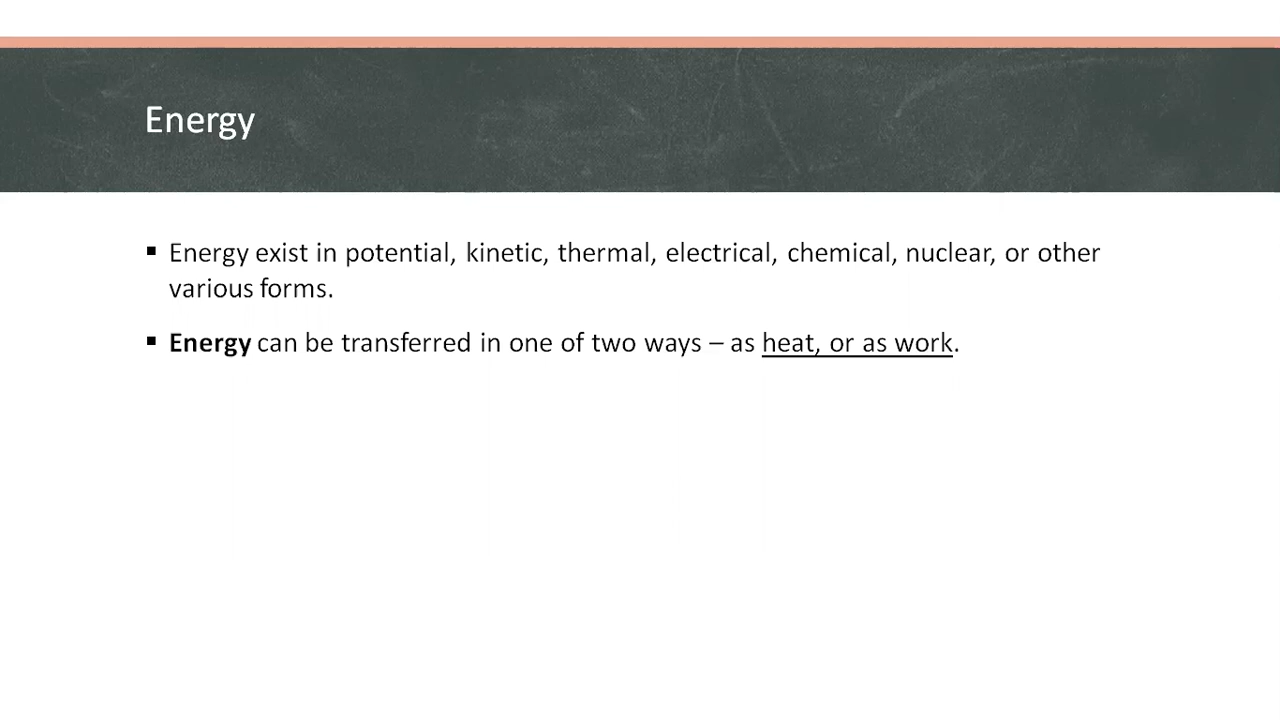 Energy
▪ Energy exist in potential, kinetic, thermal, electrical, chemical, nuclear, or other
various forms.
▪ Energy can be transferred in one of two ways – as heat, or as work.